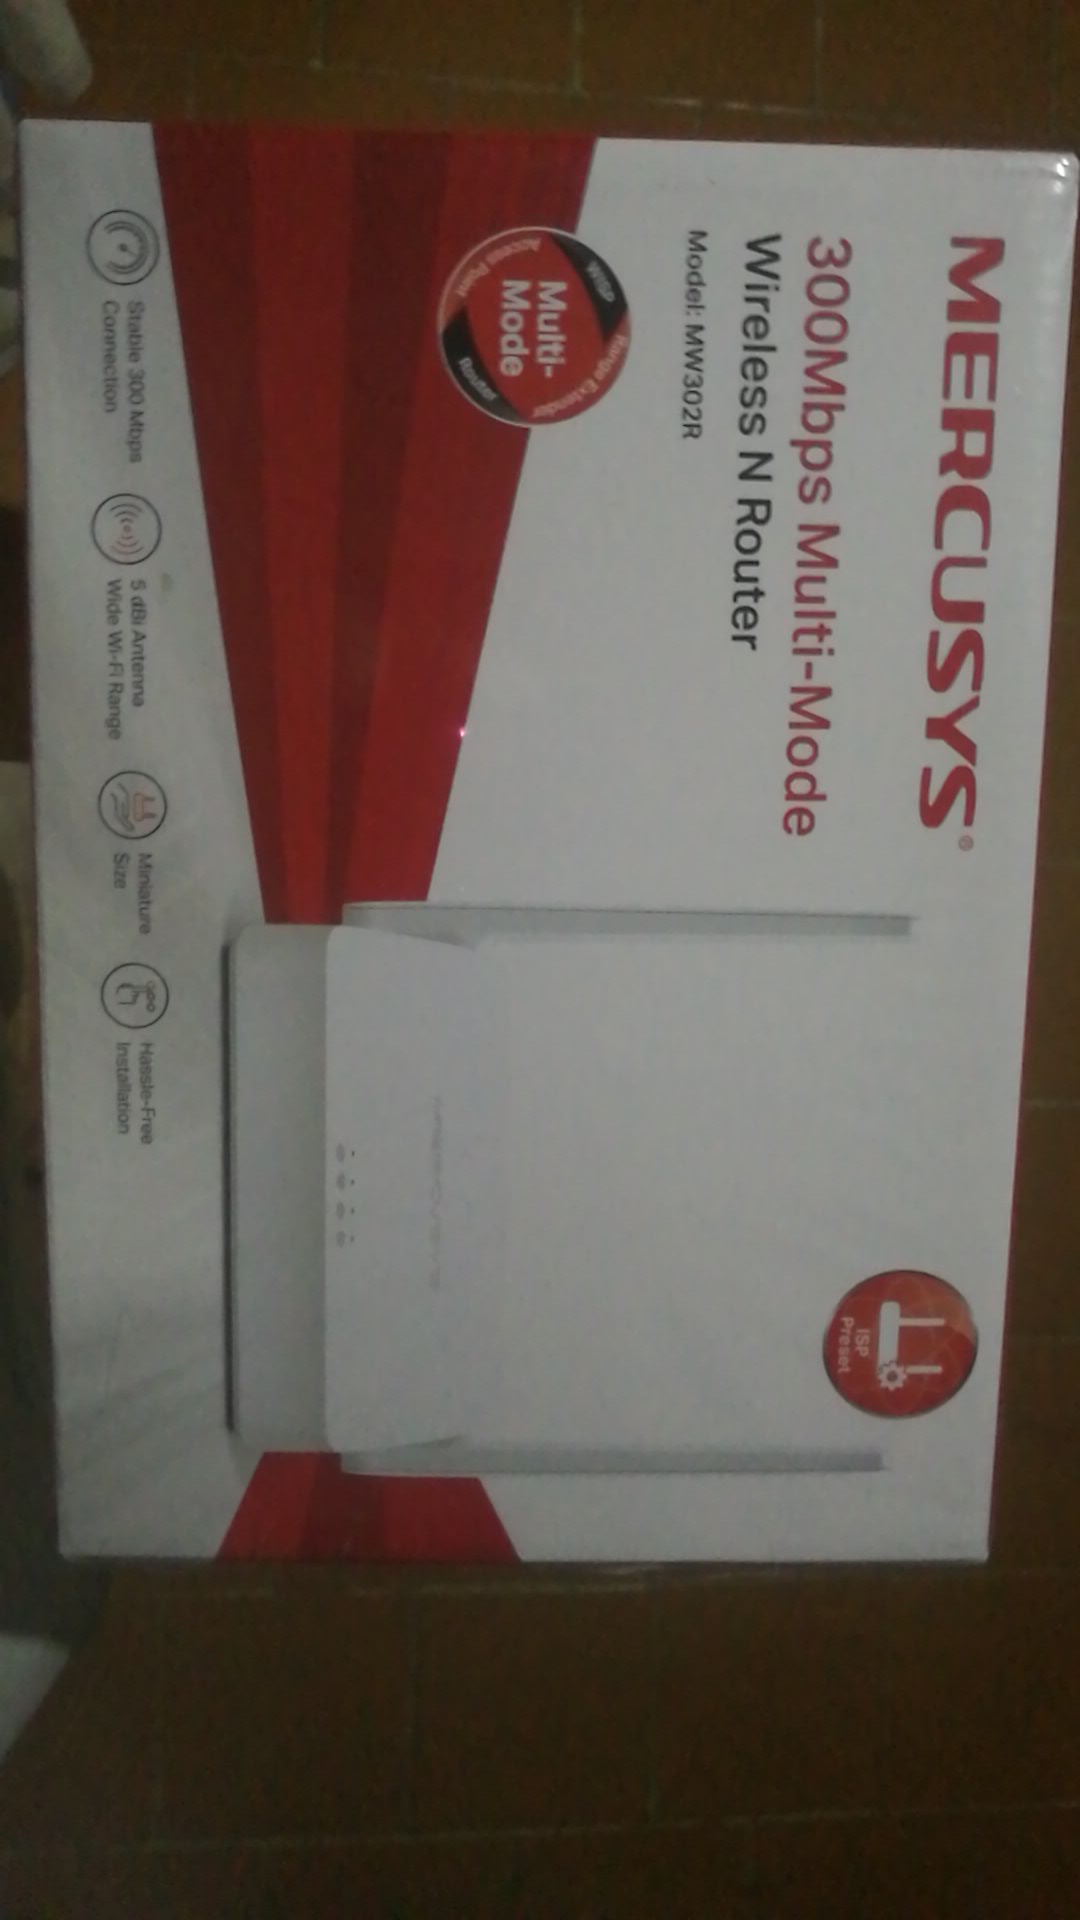 MERCUSYS®
300Mbps Multi-Mode
Wireless N Router
Model: MW302R
WISP
Range Extender
Router
Access Point
Multi-
Mode
ISP
Preset
MERCUSYS
Stable 300 Mbps
Connection
5 dBi Antenna
Wide Wi-Fi Range
Miniature
Size
Hassle-Free
Installation